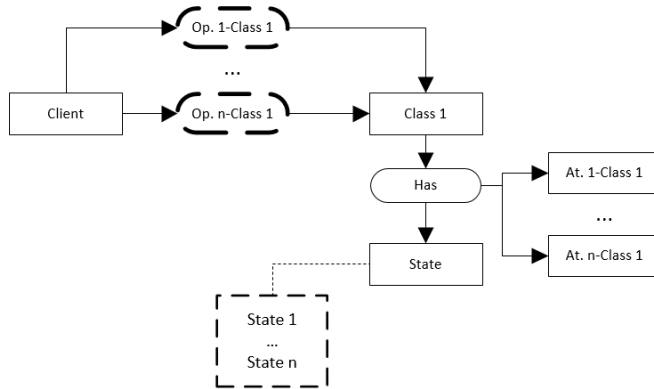 Op. 1-Class 1
...
Client
Op. n-Class 1
Class 1
Has
At. 1-Class 1
...
At. n-Class 1
State
State 1
...
State n